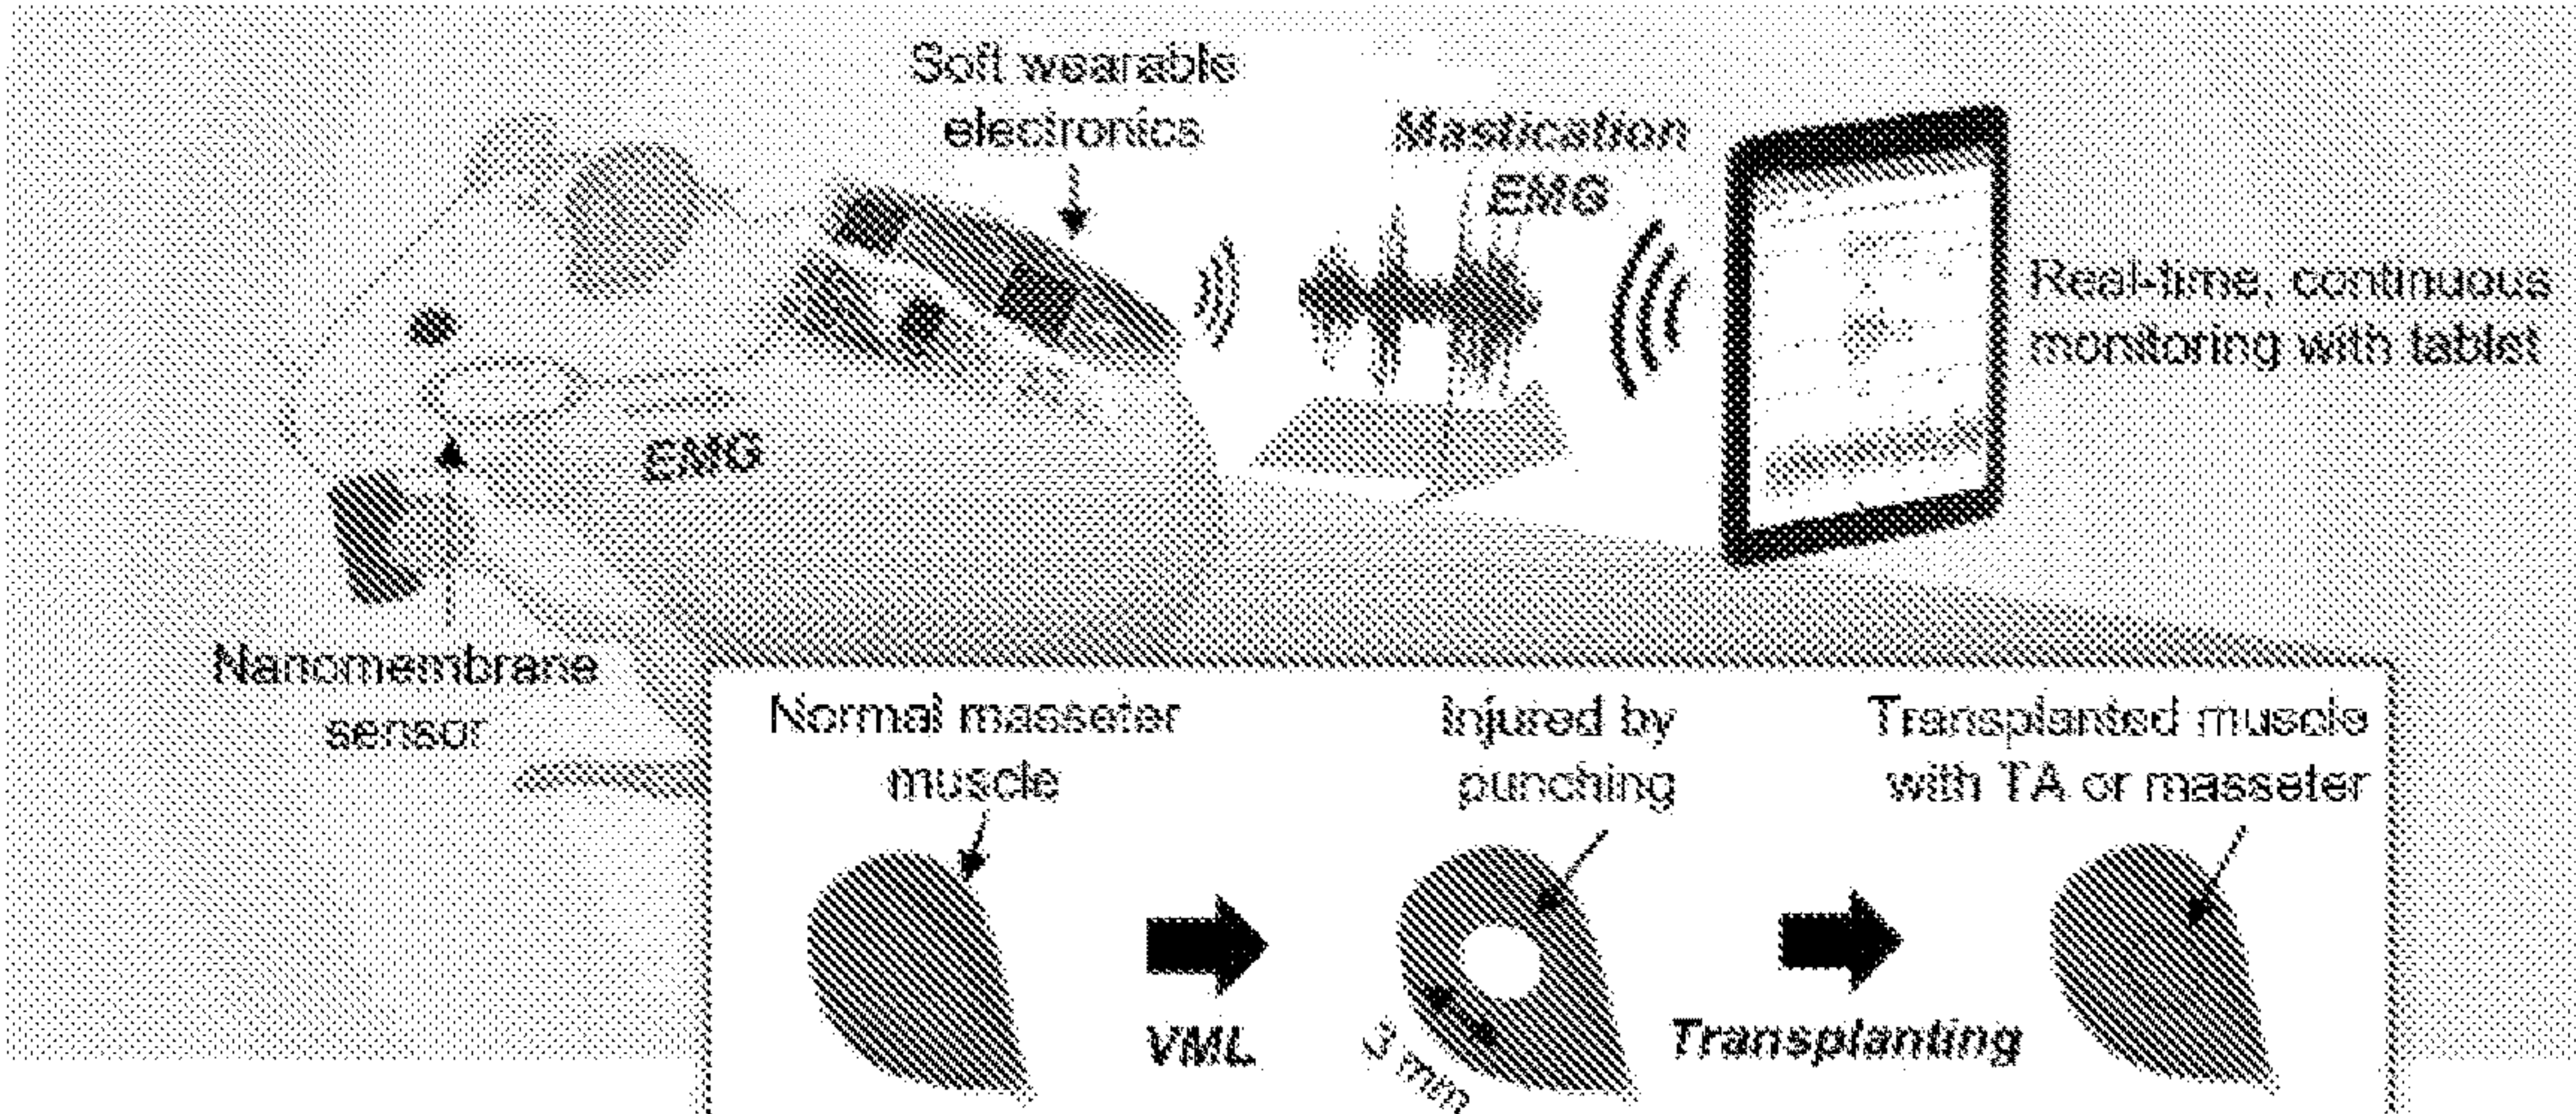 Soft wearable
electronics
Mastication
EMG
Real-time, continuous
monitoring with tablet
EMG
Nanomembrane
sensor
Normal masseter
muscle
Injured by
punching
Transplanted muscle
with TA or masseter
VML
3 mm
Transplanting